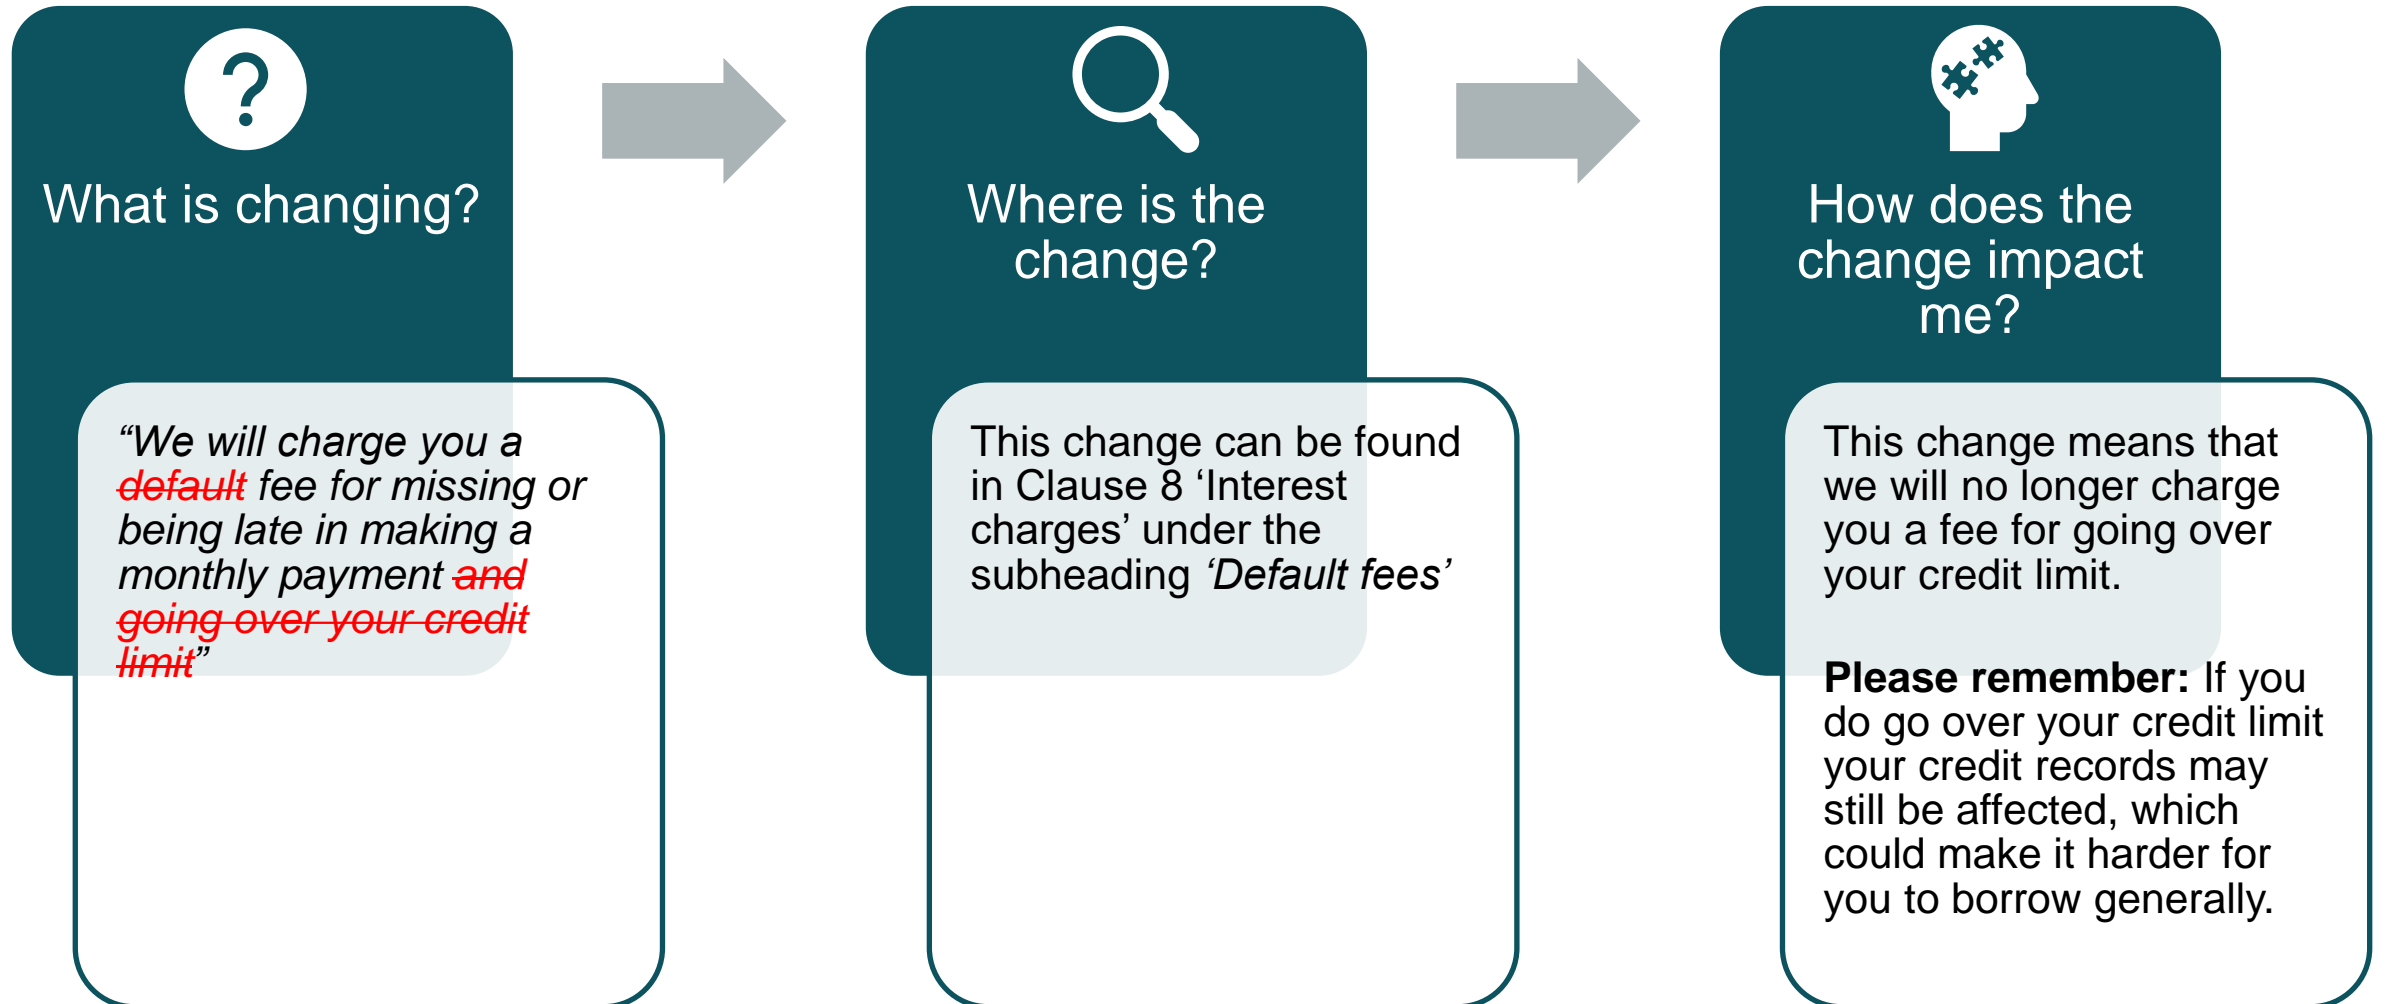 What is changing?
“We will charge you a
default fee for missing or
being late in making a
monthly payment and
going over your credit
limit”
Where is the
change?
This change can be found
in Clause 8 ‘Interest
charges’ under the
subheading ‘Default fees’
How does the
change impact
me?
This change means that
we will no longer charge
you a fee for going over
your credit limit.
Please remember: If you
do go over your credit limit
your credit records may
still be affected, which
could make it harder for
you to borrow generally.